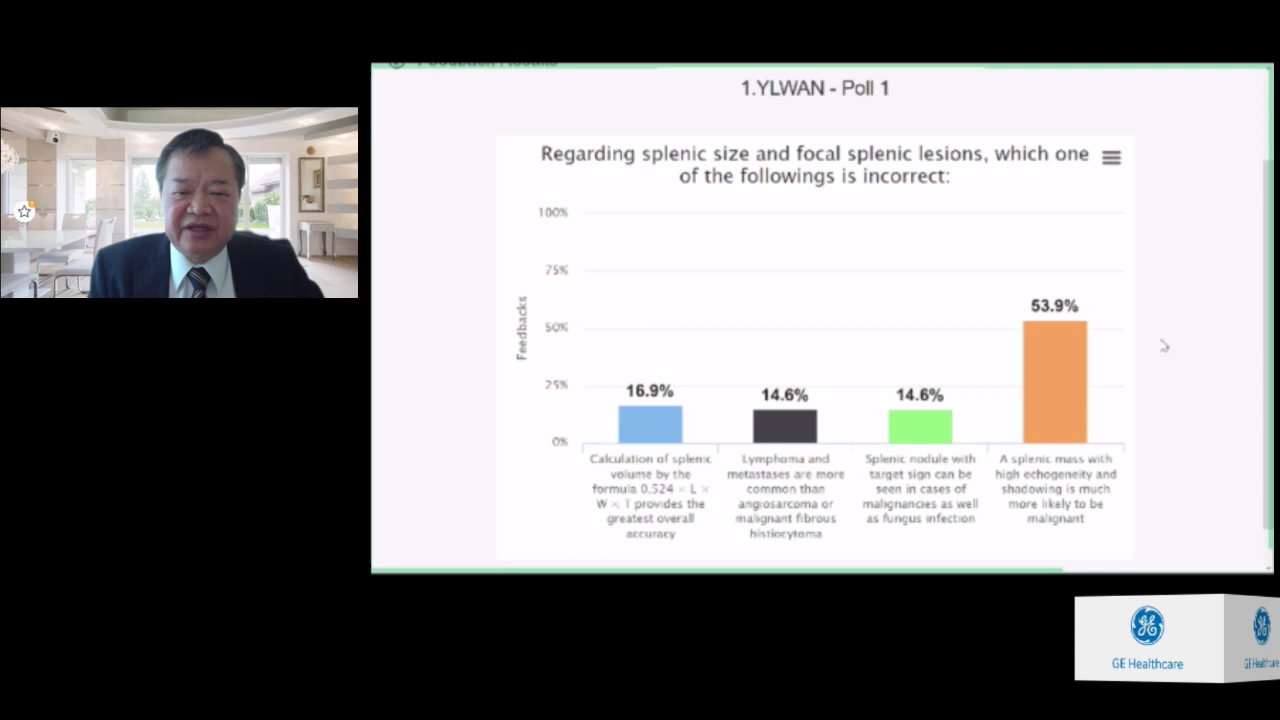 1.YLWAN - Poll 1
Regarding splenic size and focal splenic lesions, which one
of the followings is incorrect:
100%
75%
50%
25%
0%
Feedbacks
16.9%
14.6%
14.6%
53.9%
Calculation of splenic
volume by the
formula 0.524 × L ×
W × T provides the
greatest overall
accuracy
Lymphoma and
metastases are more
common than
angiosarcoma or
malignant fibrous
histiocytoma
Splenic nodule with
target sign can be
seen in cases of
malignancies as well
as fungus infection
A splenic mass with
high echogeneity and
shadowing is much
more likely to be
malignant
GE Healthcare
GE Healthcare